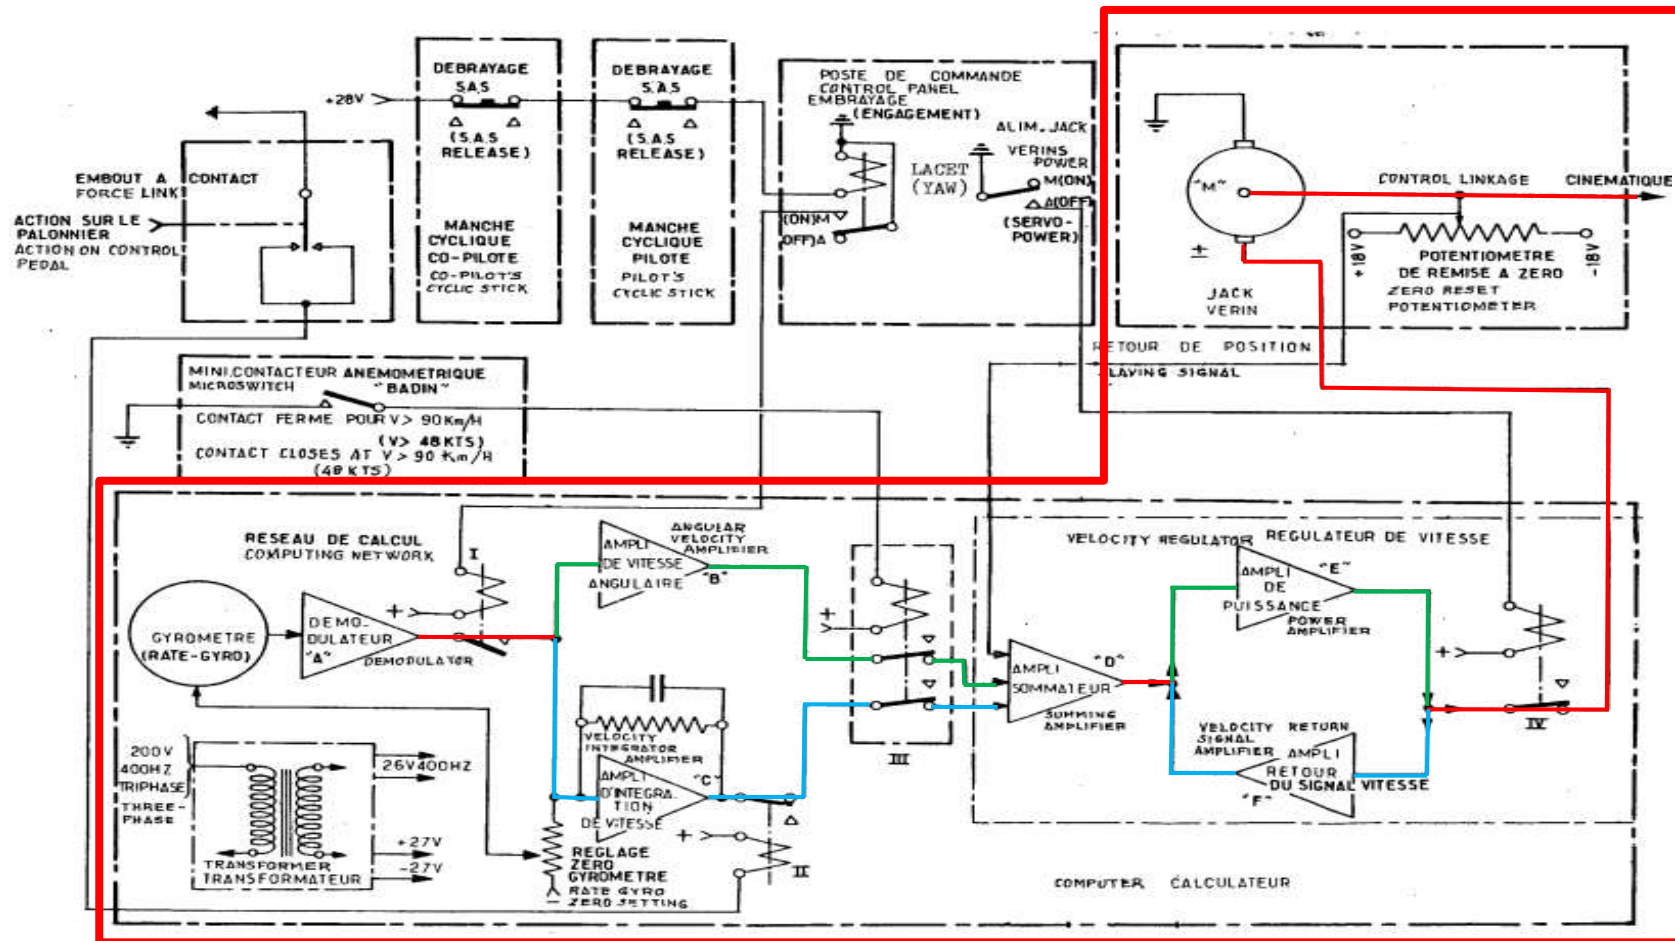 DEBRAYAGE
S.A.S
(S.A.S
RELEASE)
MANCHE
CYCLIQUE
CO-PILOTE
CO-PILOT'S
CYCLIC STICK
DEBRAYAGE
S.A.S
(S.A.S
RELEASE)
MANCHE
CYCLIQUE
PILOTE
PILOT'S
CYCLIC STICK
+28V
POSTE DE COMMANDE
CONTROL PANEL
EMBRAYAGE
(ENGAGEMENT)
ALIM. JACK
VERINS
POWER
LACET
(YAW)
M(ON)
A(OFF)
(SERVO-
POWER)
(ON)M
(OFF)A
EMBOUT A CONTACT
FORCE LINK
ACTION SUR LE
PALONNIER
ACTION ON CONTROL
PEDAL
"M"
±
JACK
VERIN
CONTROL LINKAGE
CINEMATIQUE
+18V
-18V
POTENTIOMETRE
DE REMISE A ZERO
ZERO RESET
POTENTIOMETER
RETOUR DE POSITION
SLAVING SIGNAL
MINI.CONTACTEUR ANEMOMETRIQUE
MICROSWITCH "BADIN"
CONTACT FERME POUR V > 90 Km/H
(V > 48 KTS)
CONTACT CLOSES AT V > 90 Km/H
(48 KTS)
RESEAU DE CALCUL
COMPUTING NETWORK
I
+
GYROMETRE
(RATE-GYRO)
DEMO-
DULATEUR
"A"
DEMODULATOR
AMPLI
DE VITESSE
ANGULAIRE
ANGULAR
VELOCITY
AMPLIFIER
"B"
VELOCITY
INTEGRATOR
AMPLIFIER
AMPLI
D'INTEGRA-
TION
DE VITESSE
"C"
+
II
REGLAGE
ZERO
GYROMETRE
RATE GYRO
ZERO SETTING
+
III
200V
400HZ
TRIPHASE
THREE-
PHASE
26V400HZ
+27V
-27V
TRANSFORMER
TRANSFORMATEUR
VELOCITY REGULATOR REGULATEUR DE VITESSE
AMPLI
SOMMATEUR
"D"
SUMMING
AMPLIFIER
AMPLI
DE
PUISSANCE
"E"
POWER
AMPLIFIER
VELOCITY RETURN
SIGNAL
AMPLIFIER
AMPLI
RETOUR
DU SIGNAL VITESSE
"F"
+
IV
COMPUTER CALCULATEUR